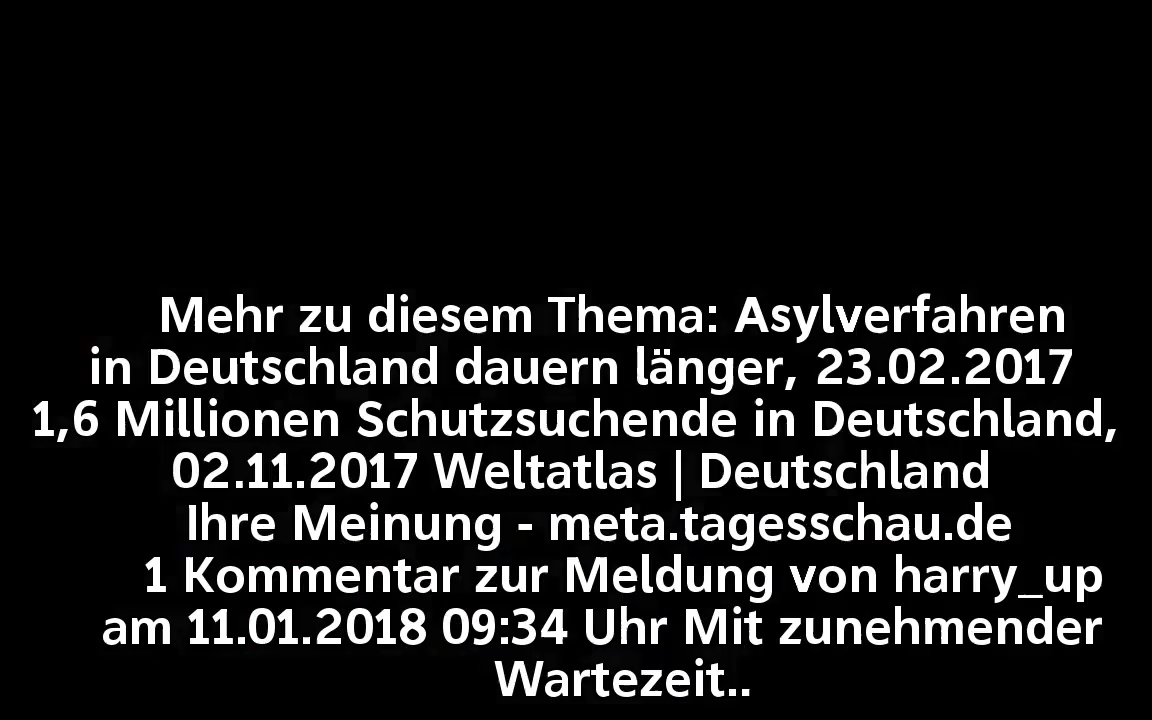 Mehr zu diesem Thema: Asylverfahren
in Deutschland dauern länger, 23.02.2017
1,6 Millionen Schutzsuchende in Deutschland,
02.11.2017 Weltatlas | Deutschland
Ihre Meinung - meta.tagesschau.de
1 Kommentar zur Meldung von harry_up
am 11.01.2018 09:34 Uhr Mit zunehmender
Wartezeit..